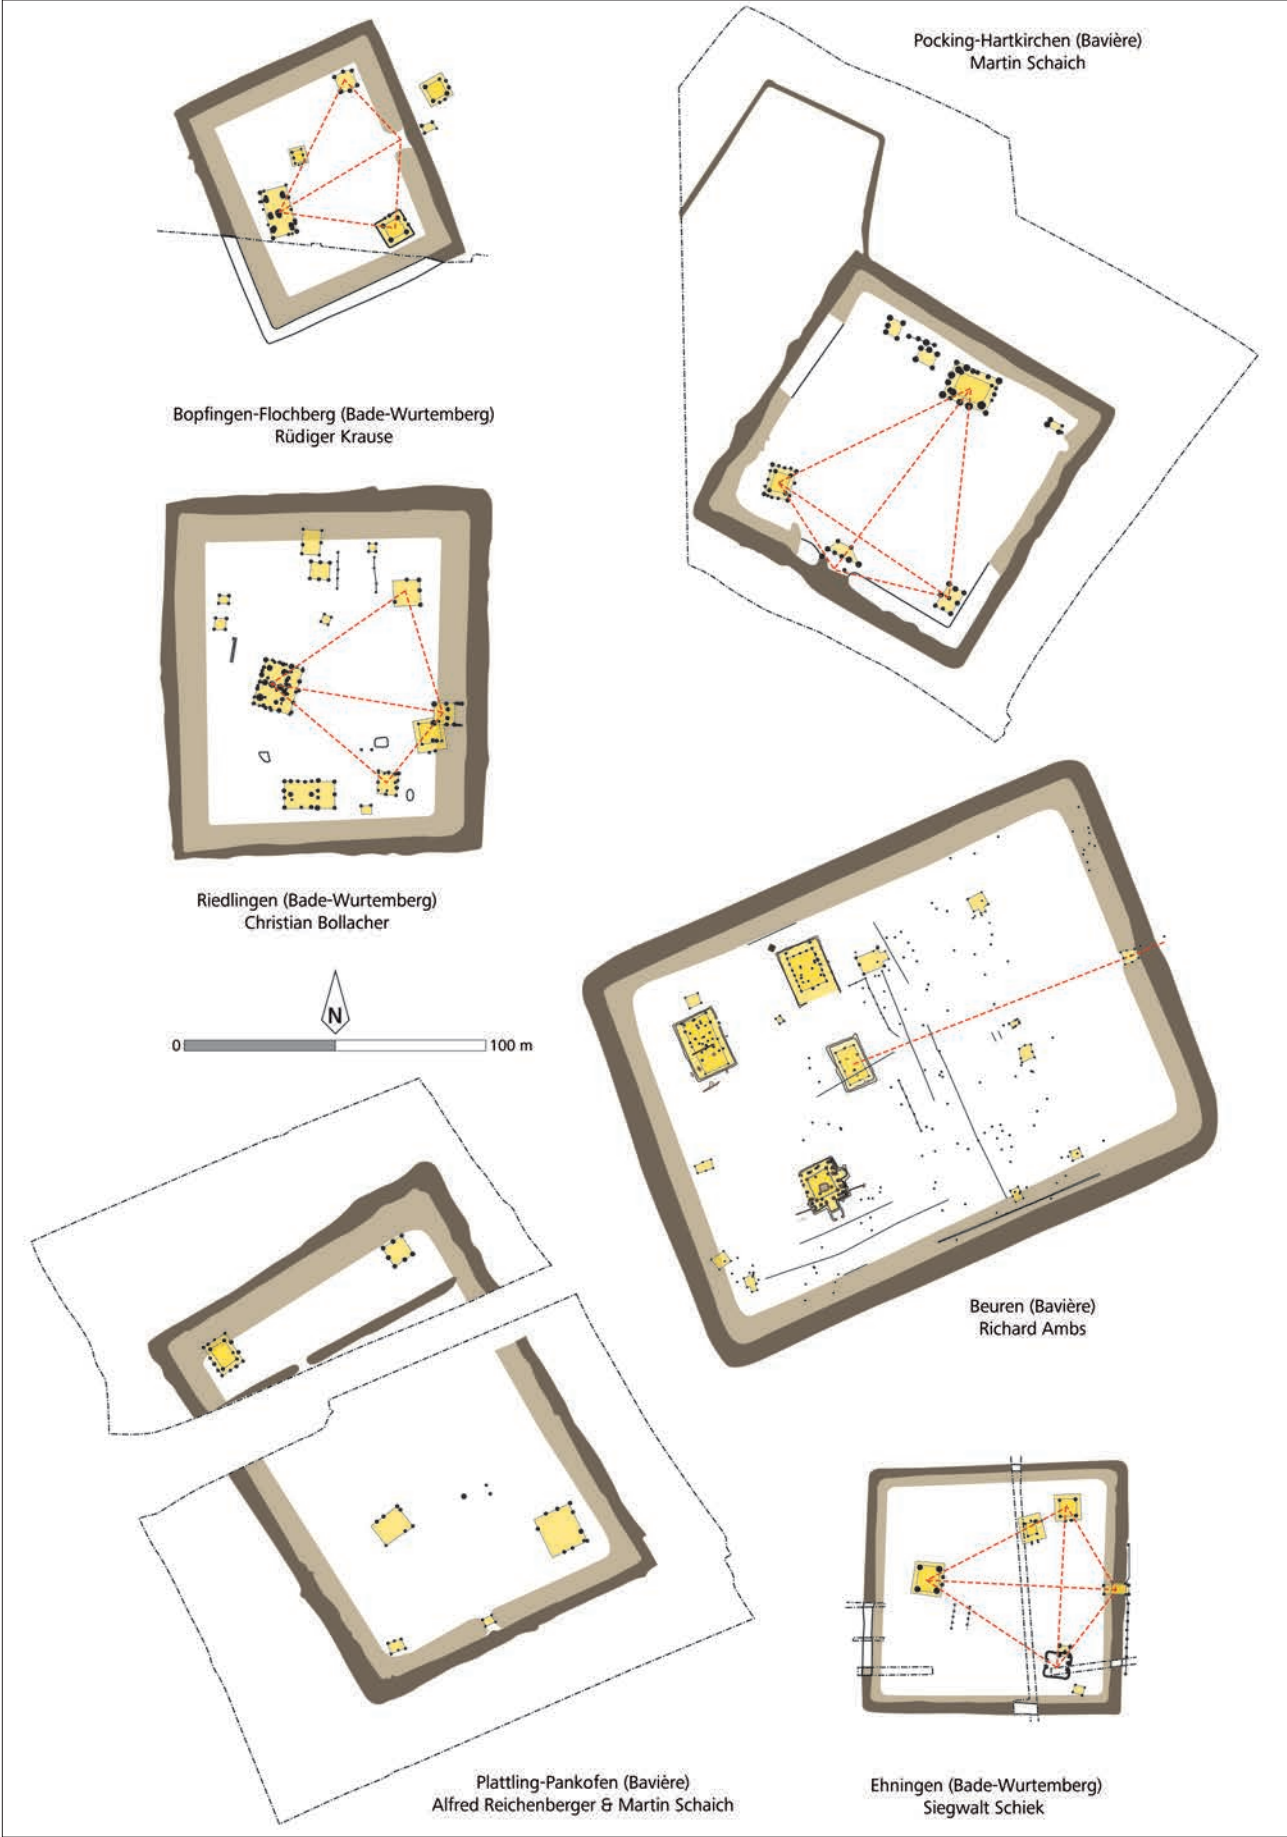 Pocking-Hartkirchen (Bavière)
Martin Schaich
Bopfingen-Flochberg (Bade-Wurtemberg)
Rüdiger Krause
Riedlingen (Bade-Wurtemberg)
Christian Bollacher
N
0 100 m
Beuren (Bavière)
Richard Ambs
Plattling-Pankofen (Bavière)
Alfred Reichenberger & Martin Schaich
Ehningen (Bade-Wurtemberg)
Siegwalt Schiek